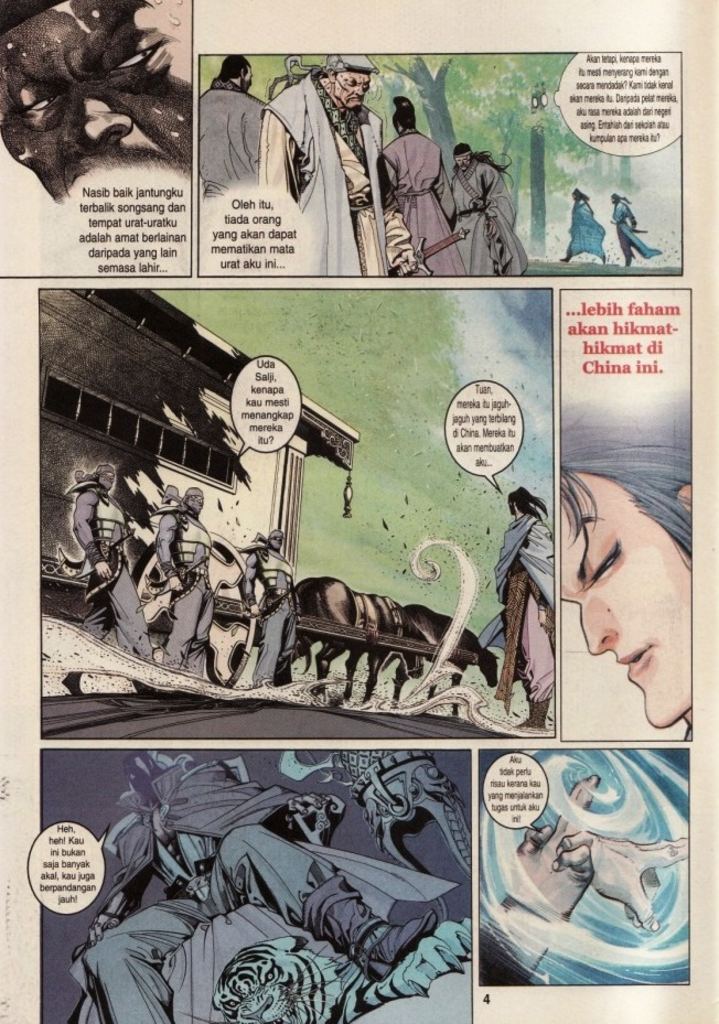 Nasib baik jantungku
terbalik songsang dan
tempat urat-uratku
adalah amat berlainan
daripada yang lain
semasa lahir...
Oleh itu,
tiada orang
yang akan dapat
mematikan mata
urat aku ini...
Akan tetapi, kenapa mereka
itu mesti menyerang kami dengan
secara mendadak? Kami tidak kenal
akan mereka itu. Daripada pelat mereka,
aku rasa mereka adalah dari negeri
asing. Entahlah dari sekolah atau
kumpulan apa mereka itu?
Uda
Salji,
kenapa
kau mesti
menangkap
mereka
itu?
Tuan,
mereka itu jaguh-
jaguh yang terbilang
di China. Mereka itu
akan membuatkan
aku...
...lebih faham
akan hikmat-
hikmat di
China ini.
Heh,
heh! Kau
ini bukan
saja banyak
akal, kau juga
berpandangan
jauh!
Aku
tidak perlu
risau kerana kau
yang menjalankan
tugas untuk aku
ini!
4